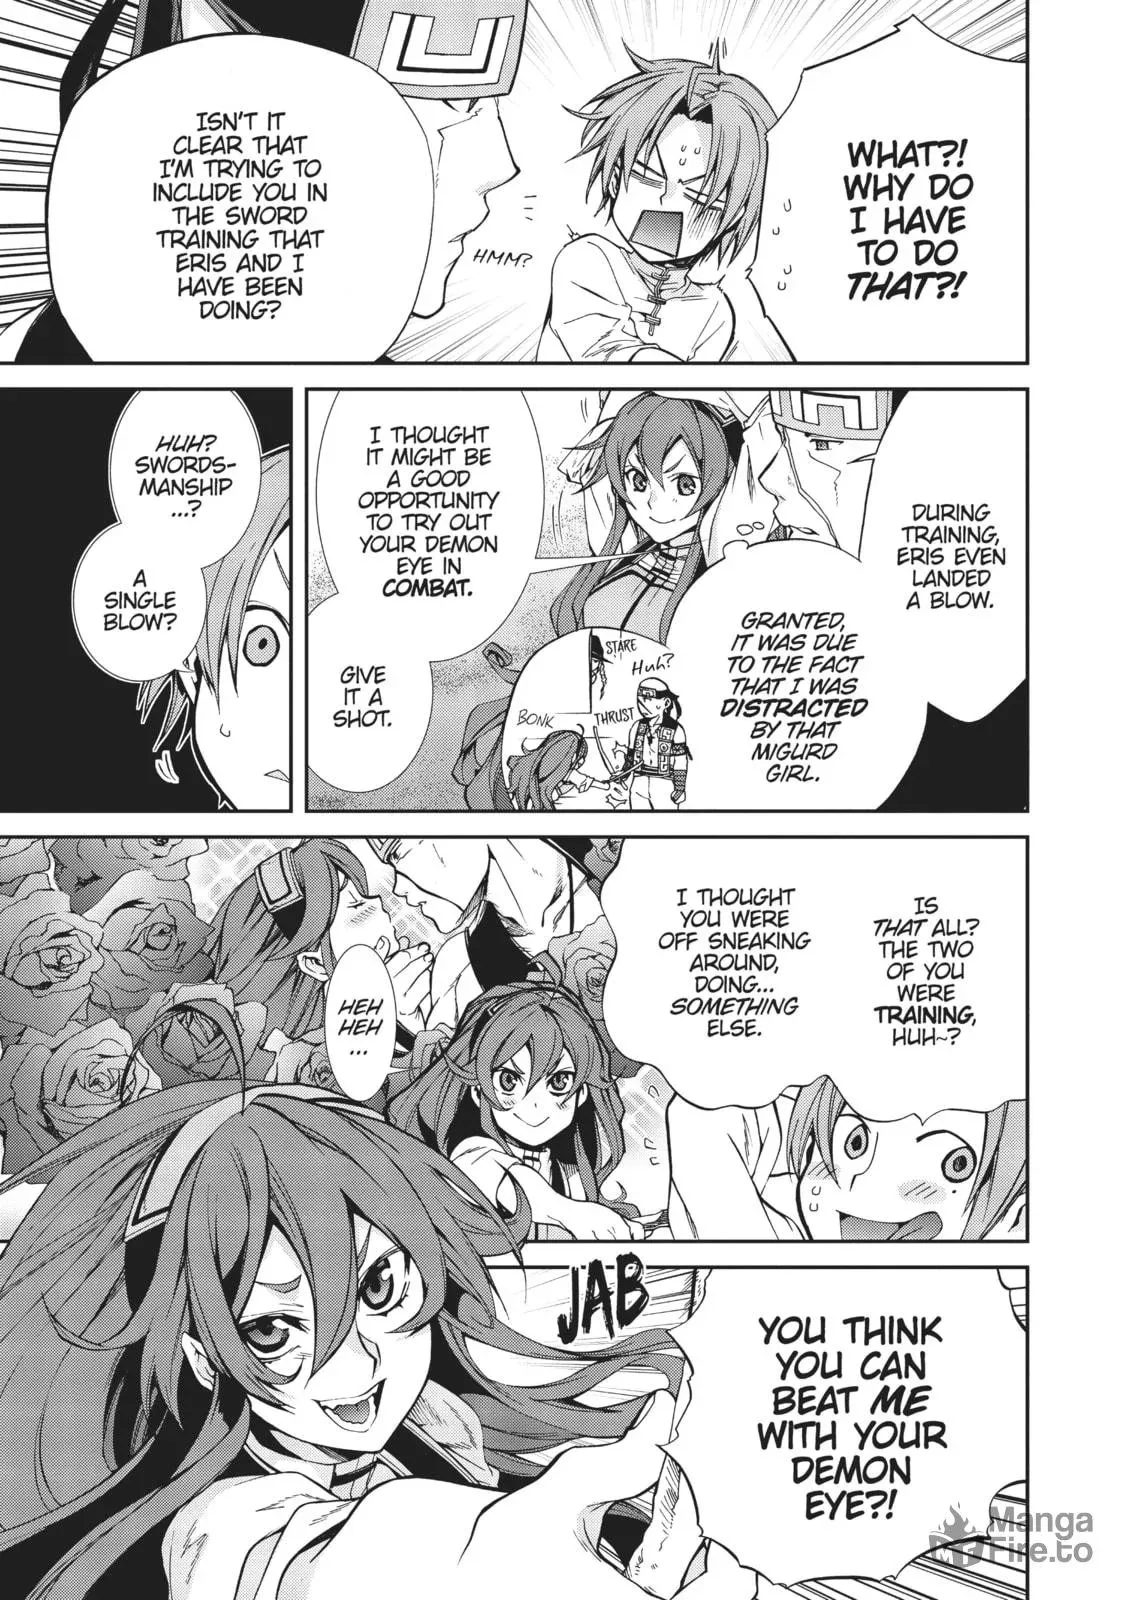 WHAT?!
WHY DO
I HAVE
TO DO
THAT?!
HMM?
ISN'T IT
CLEAR THAT
I'M TRYING TO
INCLUDE YOU IN
THE SWORD
TRAINING THAT
ERIS AND I
HAVE BEEN
DOING?
DURING
TRAINING,
ERIS EVEN
LANDED
A BLOW.
GRANTED,
IT WAS DUE
TO THE FACT
THAT I WAS
DISTRACTED
BY THAT
MIGURD
GIRL.
STARE
Huh?
THRUST
BONK
I THOUGHT
IT MIGHT BE
A GOOD
OPPORTUNITY
TO TRY OUT
YOUR DEMON
EYE IN
COMBAT.
GIVE
IT A
SHOT.
HUH?
SWORDS-
MANSHIP
...?
A
SINGLE
BLOW?
IS
THAT ALL?
THE TWO
OF YOU
WERE
TRAINING,
HUH~?
I THOUGHT
YOU WERE
OFF SNEAKING
AROUND,
DOING...
SOMETHING
ELSE.
HEH
HEH
...
JAB
YOU THINK
YOU CAN
BEAT ME
WITH YOUR
DEMON
EYE?!
Manga
Fire.to